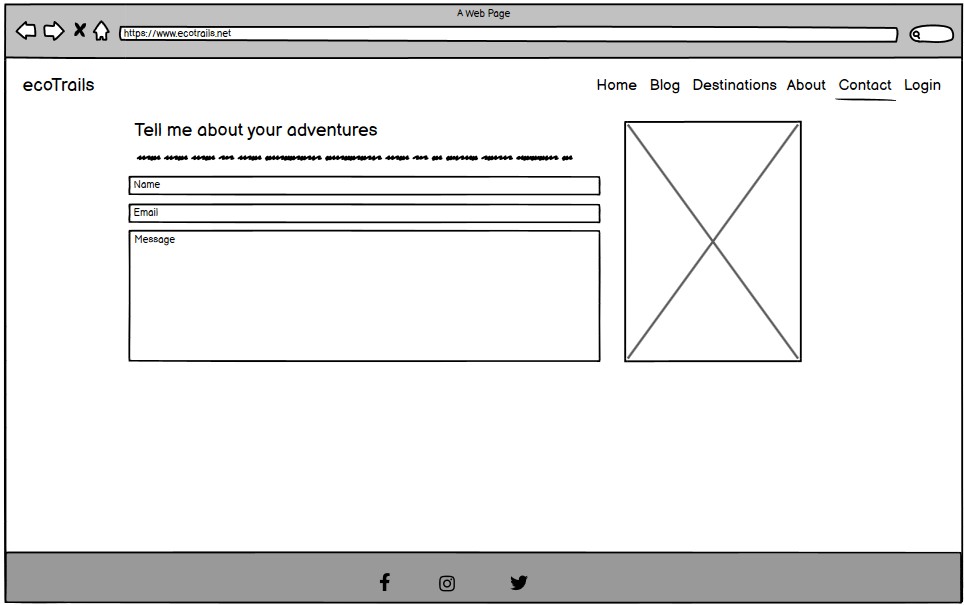 A Web Page
https://www.ecotrails.net
ecoTrails
Home Blog Destinations About Contact Login
Tell me about your adventures
Name
Email
Message